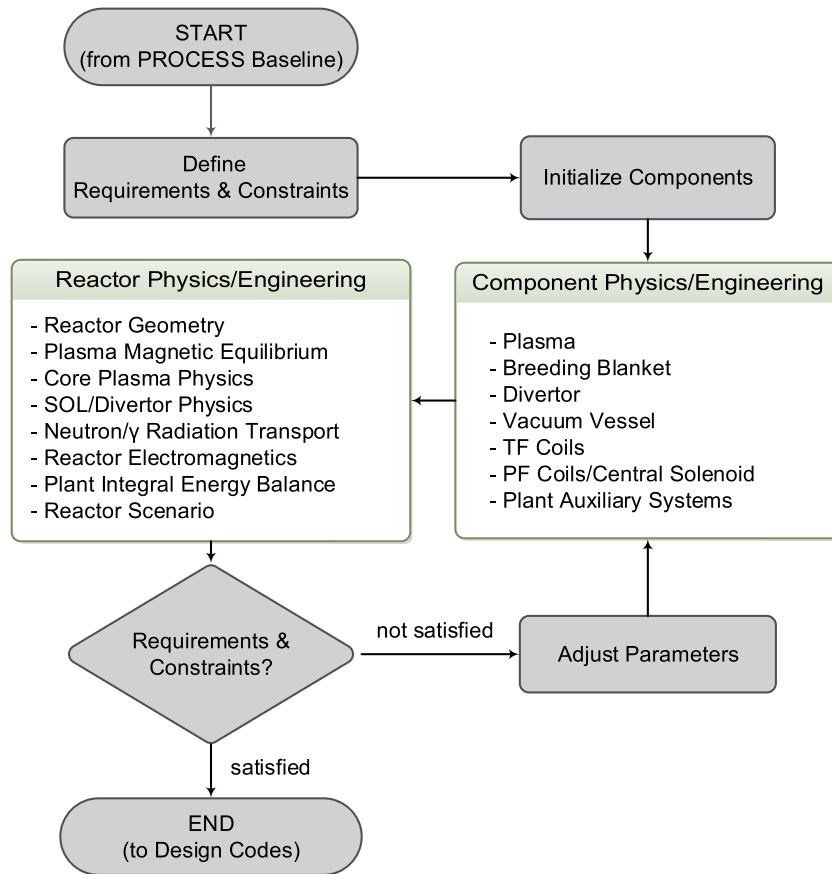 START
(from PROCESS Baseline)
Define
Requirements & Constraints
Initialize Components
Reactor Physics/Engineering
- Reactor Geometry
- Plasma Magnetic Equilibrium
- Core Plasma Physics
- SOL/Divertor Physics
- Neutron/γ Radiation Transport
- Reactor Electromagnetics
- Plant Integral Energy Balance
- Reactor Scenario
Component Physics/Engineering
- Plasma
- Breeding Blanket
- Divertor
- Vacuum Vessel
- TF Coils
- PF Coils/Central Solenoid
- Plant Auxiliary Systems
Requirements &
Constraints?
not satisfied
Adjust Parameters
satisfied
END
(to Design Codes)